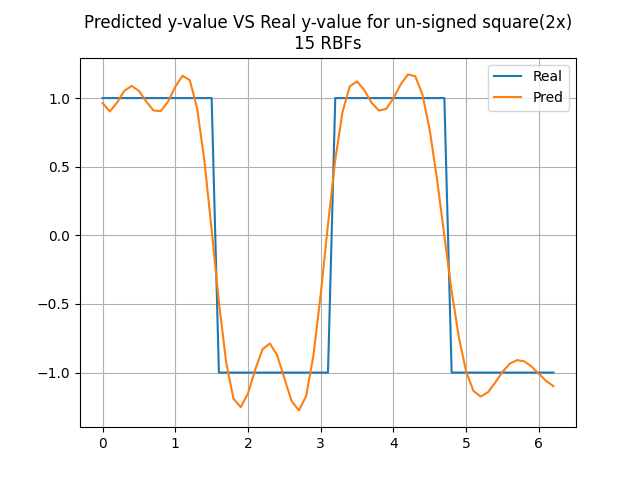 Predicted y-value VS Real y-value for un-signed square(2x)
15 RBFs
Real
Pred
1.0
0.5
0.0
−0.5
−1.0
0 1 2 3 4 5 6